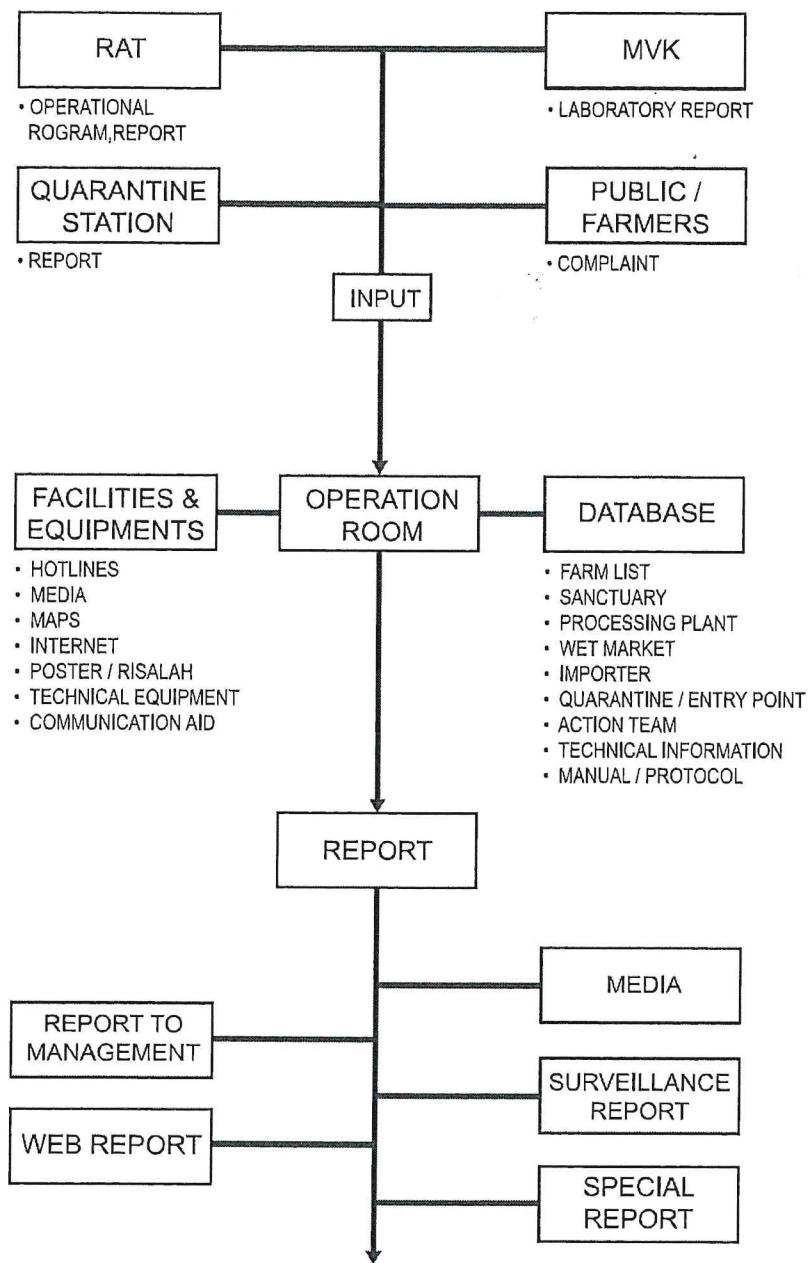 RAT
• OPERATIONAL
ROGRAM,REPORT
MVK
• LABORATORY REPORT
QUARANTINE
STATION
• REPORT
PUBLIC /
FARMERS
• COMPLAINT
INPUT
FACILITIES &
EQUIPMENTS
• HOTLINES
• MEDIA
• MAPS
• INTERNET
• POSTER / RISALAH
• TECHNICAL EQUIPMENT
• COMMUNICATION AID
OPERATION
ROOM
DATABASE
• FARM LIST
• SANCTUARY
• PROCESSING PLANT
• WET MARKET
• IMPORTER
• QUARANTINE / ENTRY POINT
• ACTION TEAM
• TECHNICAL INFORMATION
• MANUAL / PROTOCOL
REPORT
MEDIA
REPORT TO
MANAGEMENT
SURVEILLANCE
REPORT
WEB REPORT
SPECIAL
REPORT